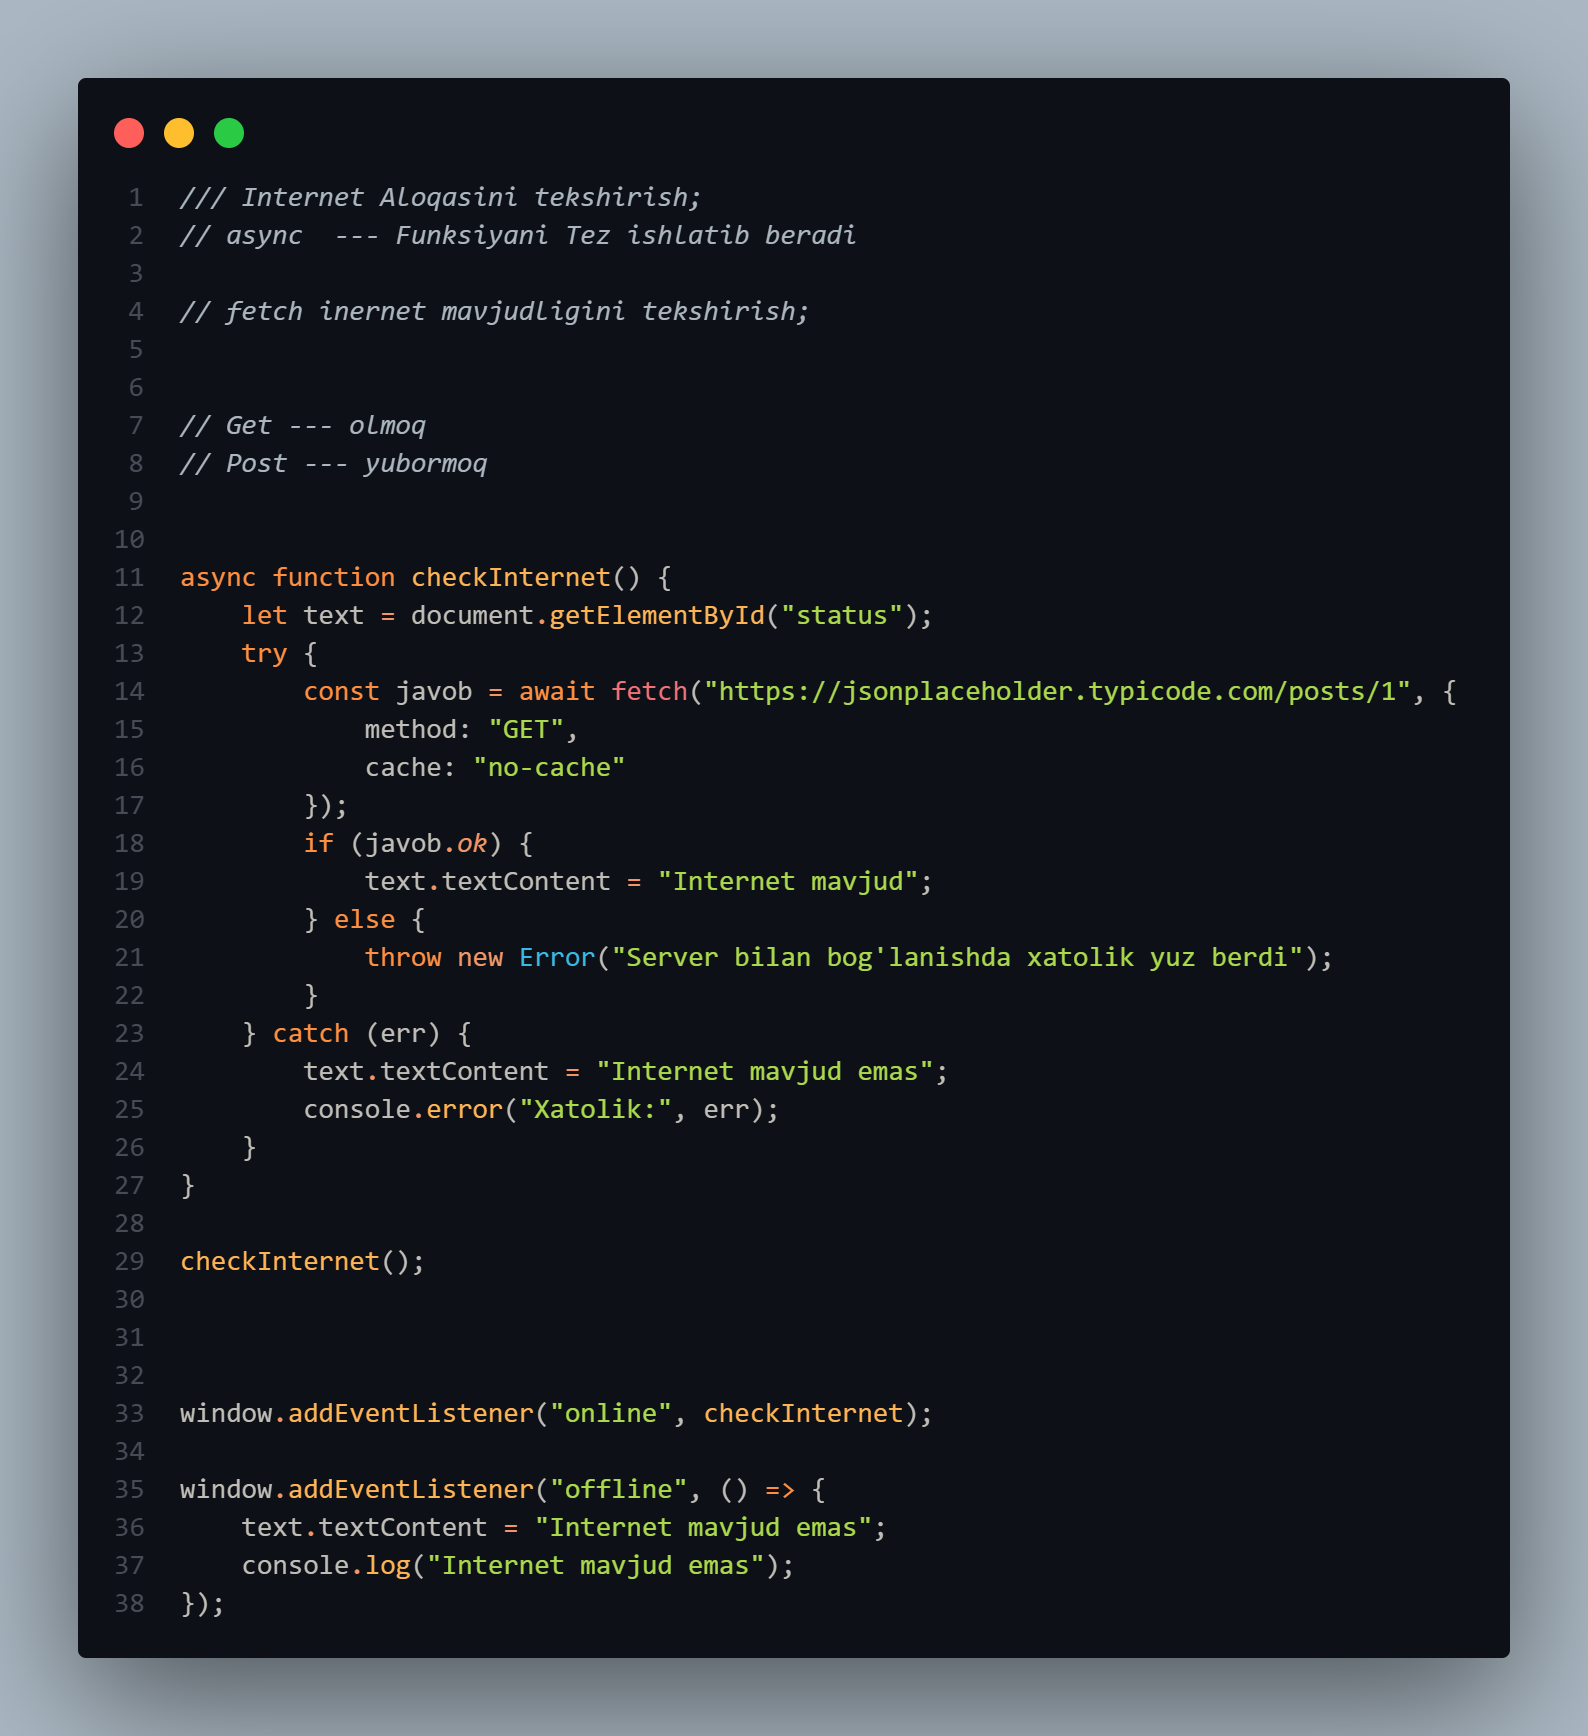 1 /// Internet Aloqasini tekshirish;
2 // async  --- Funksiyani Tez ishlatib beradi
3
4 // fetch inernet mavjudligini tekshirish;
5
6
7 // Get --- olmoq
8 // Post --- yubormoq
9
10
11 async function checkInternet() {
12     let text = document.getElementById("status");
13     try {
14         const javob = await fetch("https://jsonplaceholder.typicode.com/posts/1", {
15             method: "GET",
16             cache: "no-cache"
17         });
18         if (javob.ok) {
19             text.textContent = "Internet mavjud";
20         } else {
21             throw new Error("Server bilan bog'lanishda xatolik yuz berdi");
22         }
23     } catch (err) {
24         text.textContent = "Internet mavjud emas";
25         console.error("Xatolik:", err);
26     }
27 }
28
29 checkInternet();
30
31
32
33 window.addEventListener("online", checkInternet);
34
35 window.addEventListener("offline", () => {
36     text.textContent = "Internet mavjud emas";
37     console.log("Internet mavjud emas");
38 });